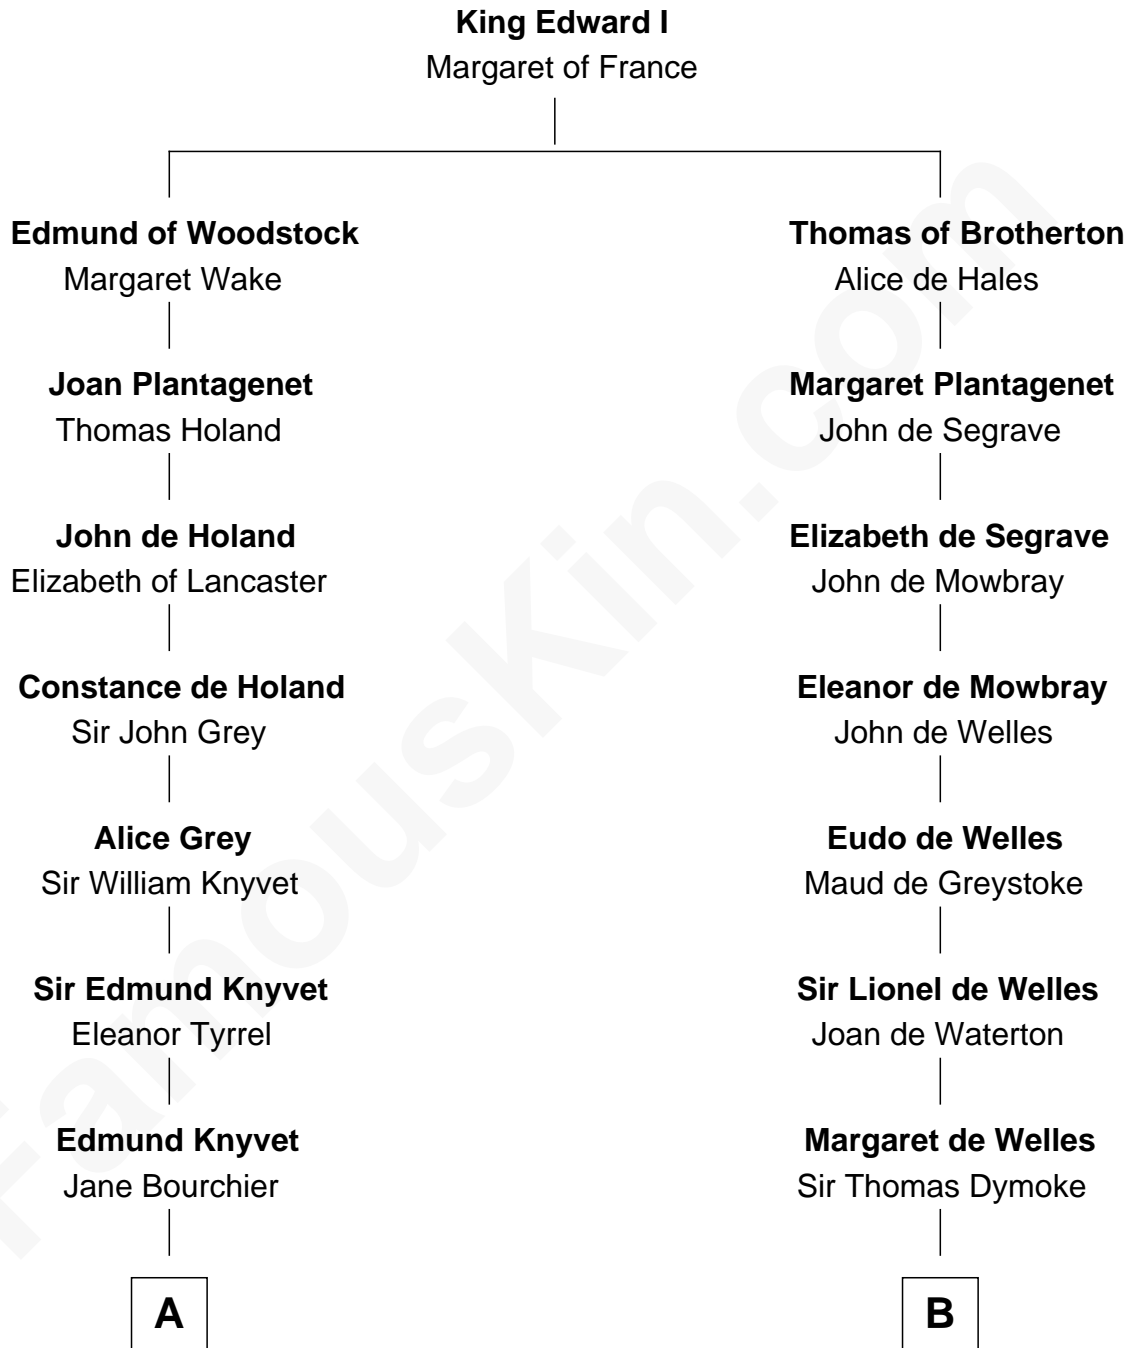 King Edward I
Margaret of France
Edmund of Woodstock
Margaret Wake
Thomas of Brotherton
Alice de Hales
Joan Plantagenet
Thomas Holand
Margaret Plantagenet
John de Segrave
John de Holand
Elizabeth of Lancaster
Elizabeth de Segrave
John de Mowbray
Constance de Holand
Sir John Grey
Eleanor de Mowbray
John de Welles
Alice Grey
Sir William Knyvet
Eudo de Welles
Maud de Greystoke
Sir Edmund Knyvet
Eleanor Tyrrel
Sir Lionel de Welles
Joan de Waterton
Edmund Knyvet
Jane Bourchier
Margaret de Welles
Sir Thomas Dymoke
A
B
FamousKin.com